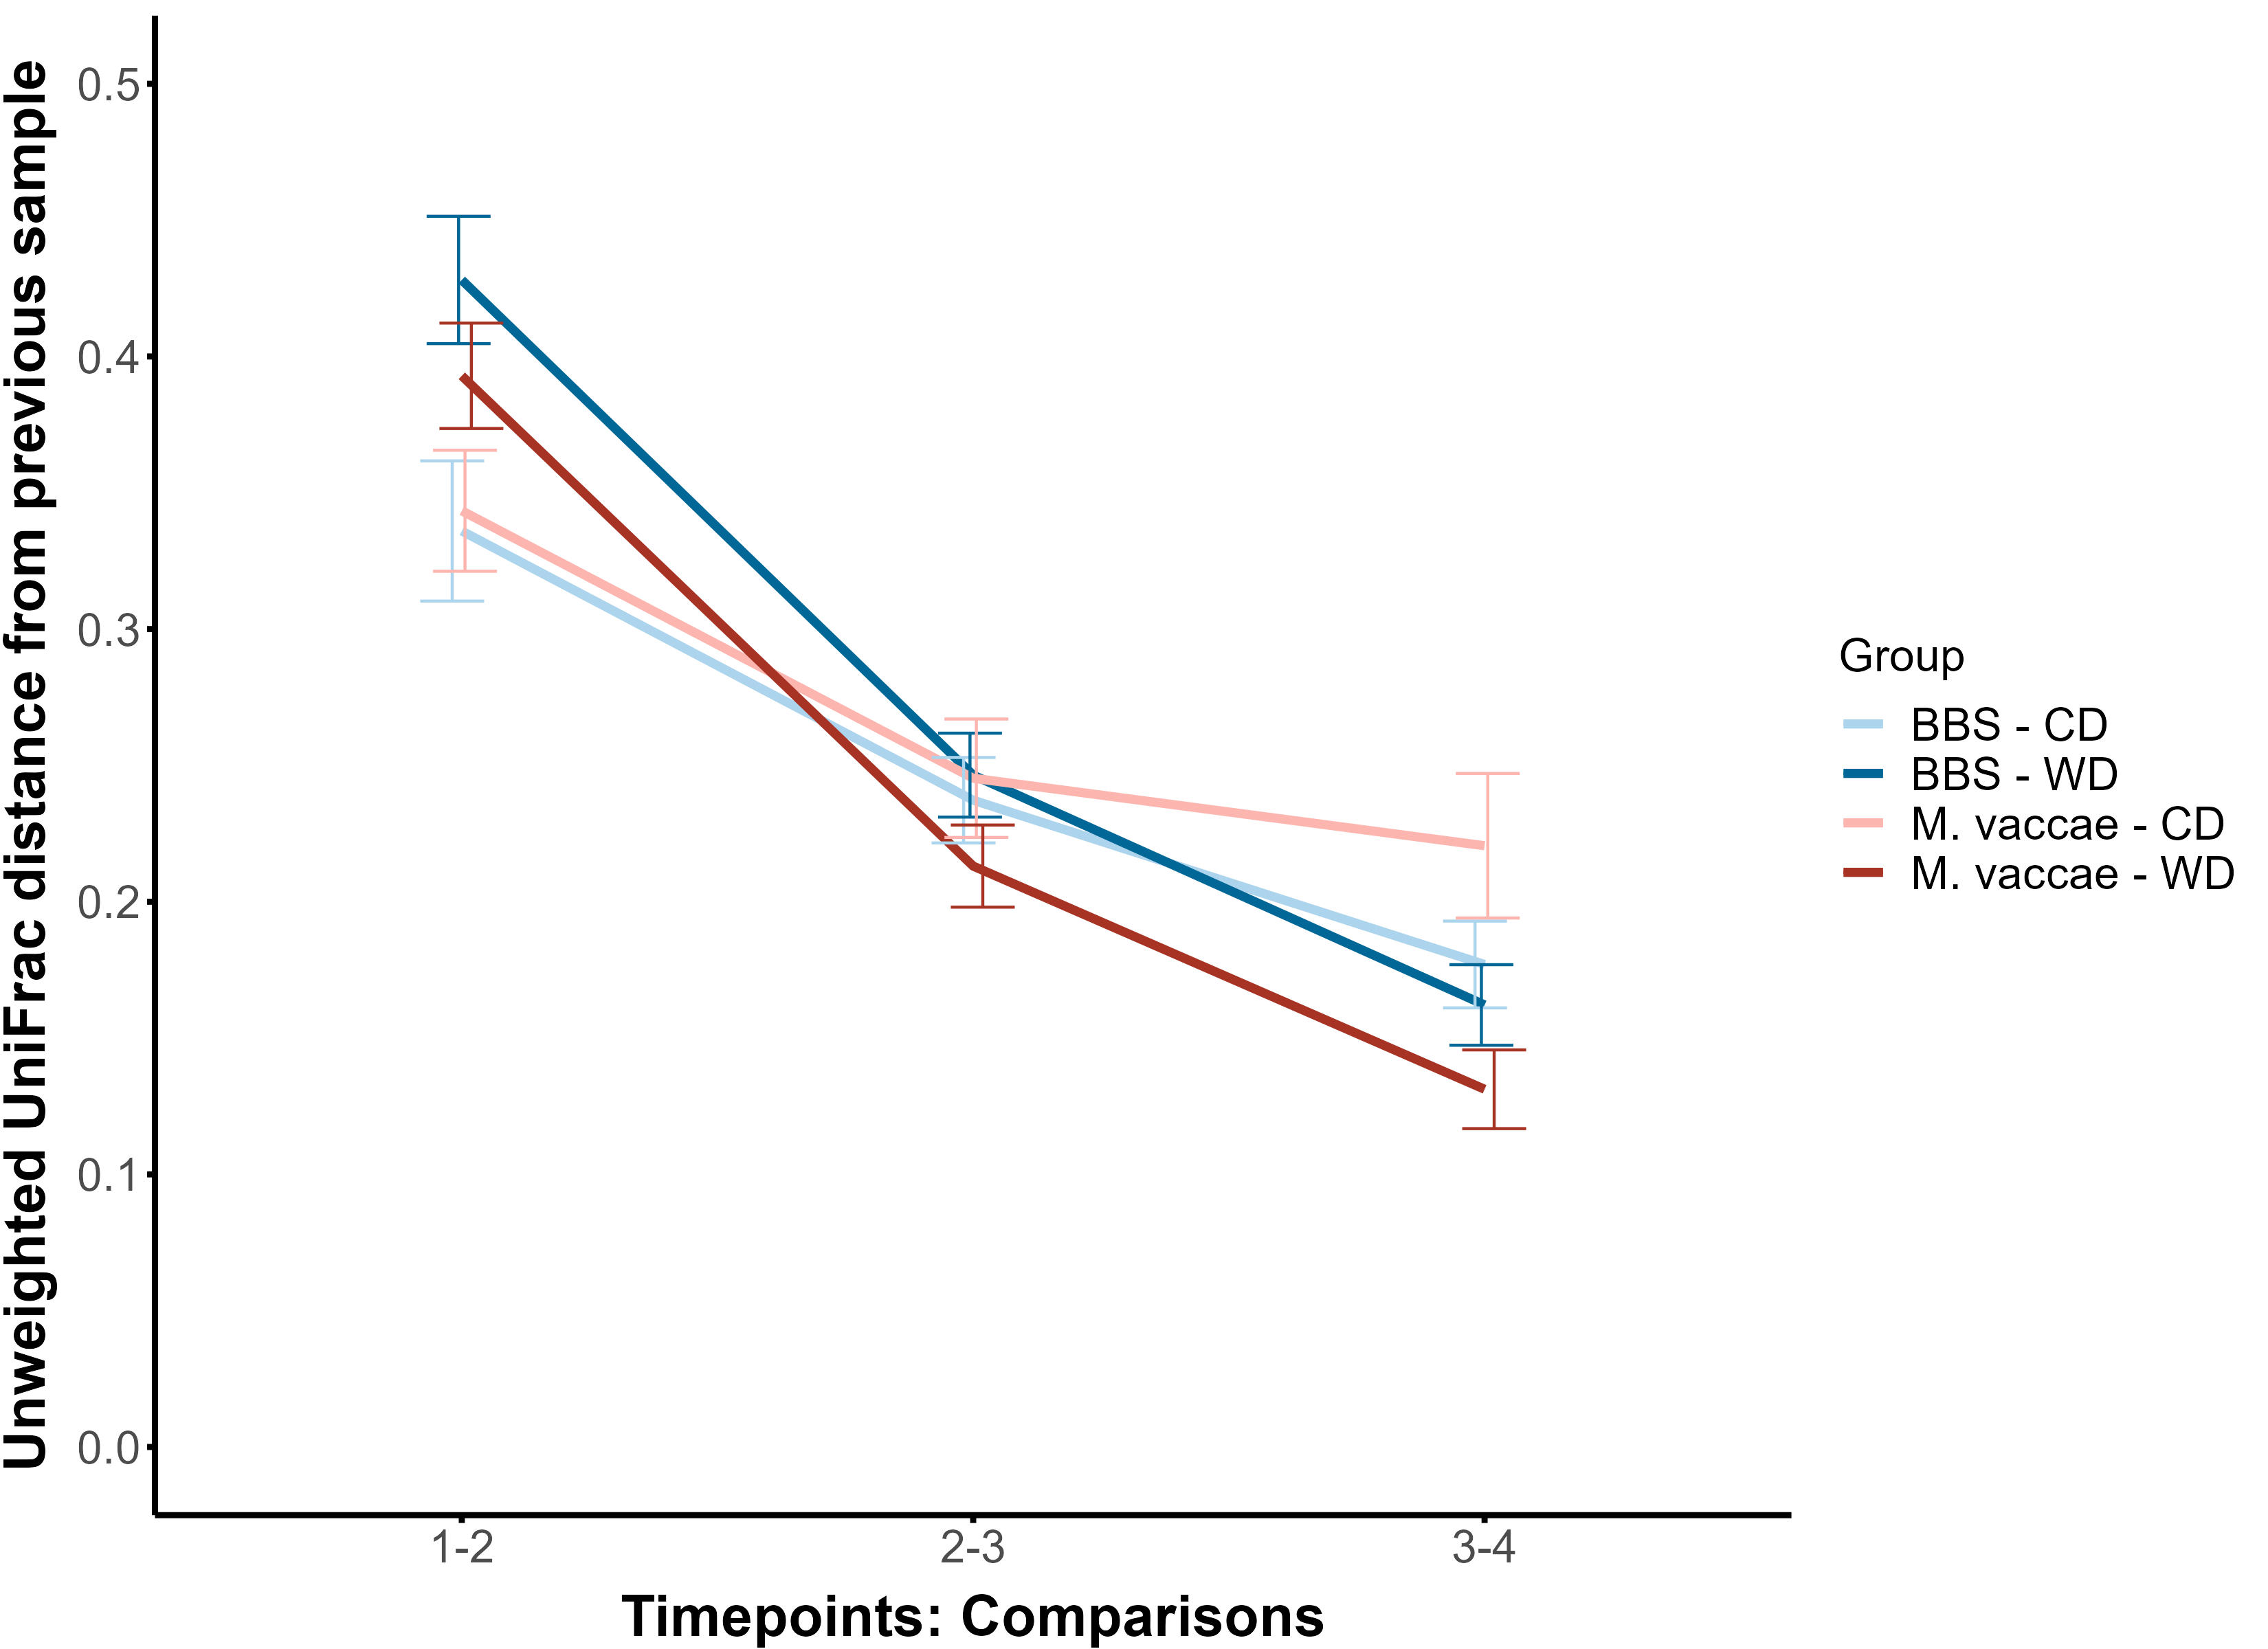 Unweighted UniFrac distance from previous sample
0.5
0.4
0.3
0.2
0.1
0.0
1-2 2-3 3-4
Timepoints: Comparisons
Group
BBS - CD
BBS - WD
M. vaccae - CD
M. vaccae - WD